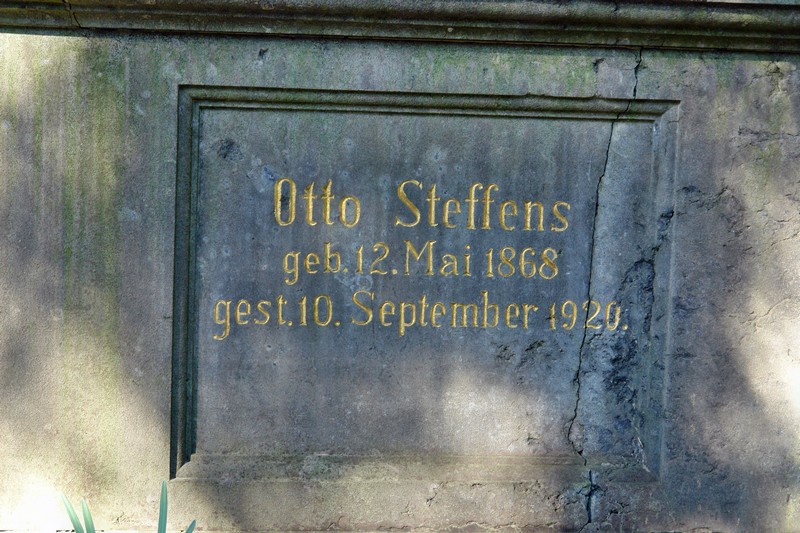 Otto Steffens
geb. 12. Mai 1868
gest. 10. September 1920.